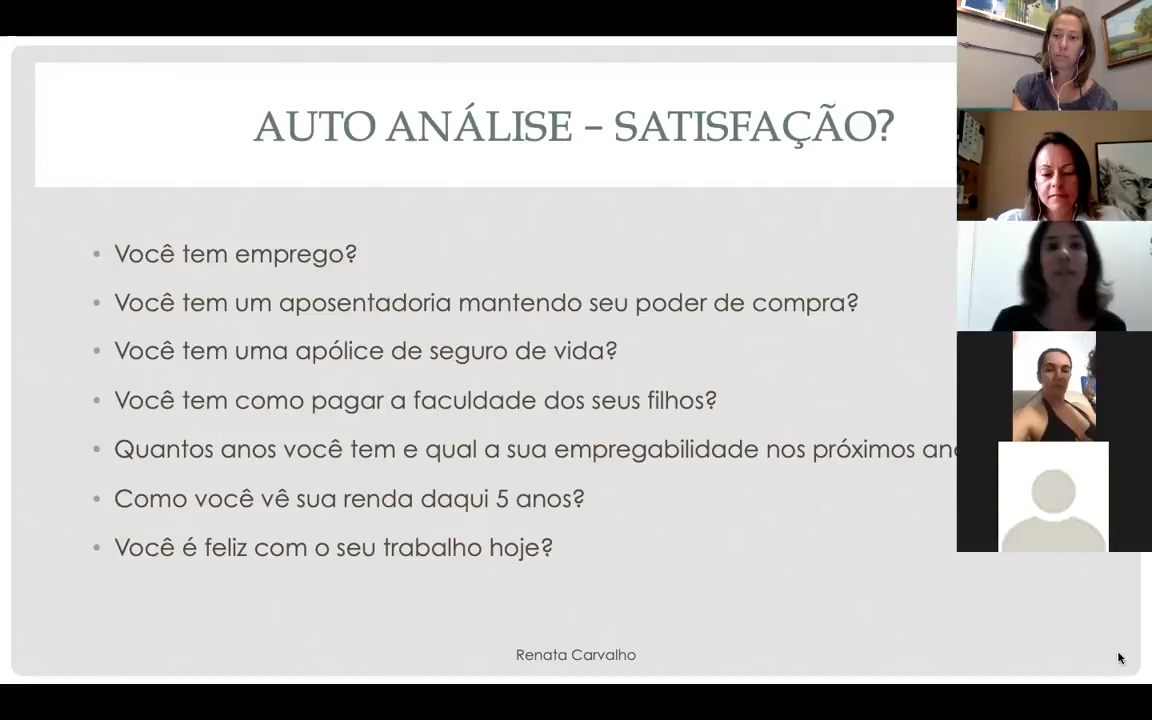 AUTO ANÁLISE – SATISFAÇÃO?
• Você tem emprego?
• Você tem um aposentadoria mantendo seu poder de compra?
• Você tem uma apólice de seguro de vida?
• Você tem como pagar a faculdade dos seus filhos?
• Quantos anos você tem e qual a sua empregabilidade nos próximos
• Como você vê sua renda daqui 5 anos?
• Você é feliz com o seu trabalho hoje?
Renata Carvalho